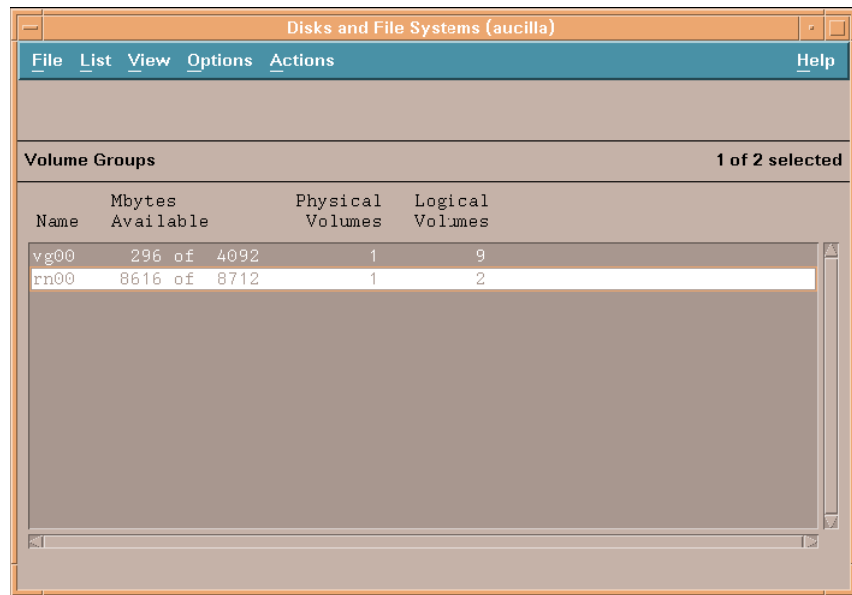 Disks and File Systems (aucilla)
File List View Options Actions Help
Volume Groups 1 of 2 selected
Mbytes Physical Logical
Name Available Volumes Volumes
vg00 296 of 4092 1 9
rn00 8616 of 8712 1 2